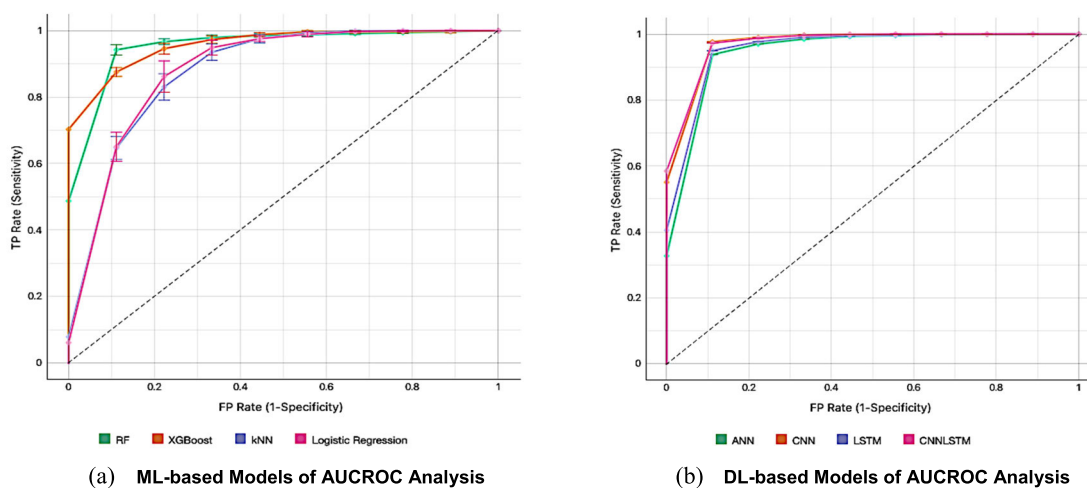 1
0.8
0.6
0.4
0.2
0
TP Rate (Sensitivity)
0 0.2 0.4 0.6 0.8 1
FP Rate (1-Specificity)
RF XGBoost kNN Logistic Regression
(a) ML-based Models of AUCROC Analysis
1
0.8
0.6
0.4
0.2
0
TP Rate (Sensitivity)
0 0.2 0.4 0.6 0.8 1
FP Rate (1-Specificity)
ANN CNN LSTM CNNLSTM
(b) DL-based Models of AUCROC Analysis